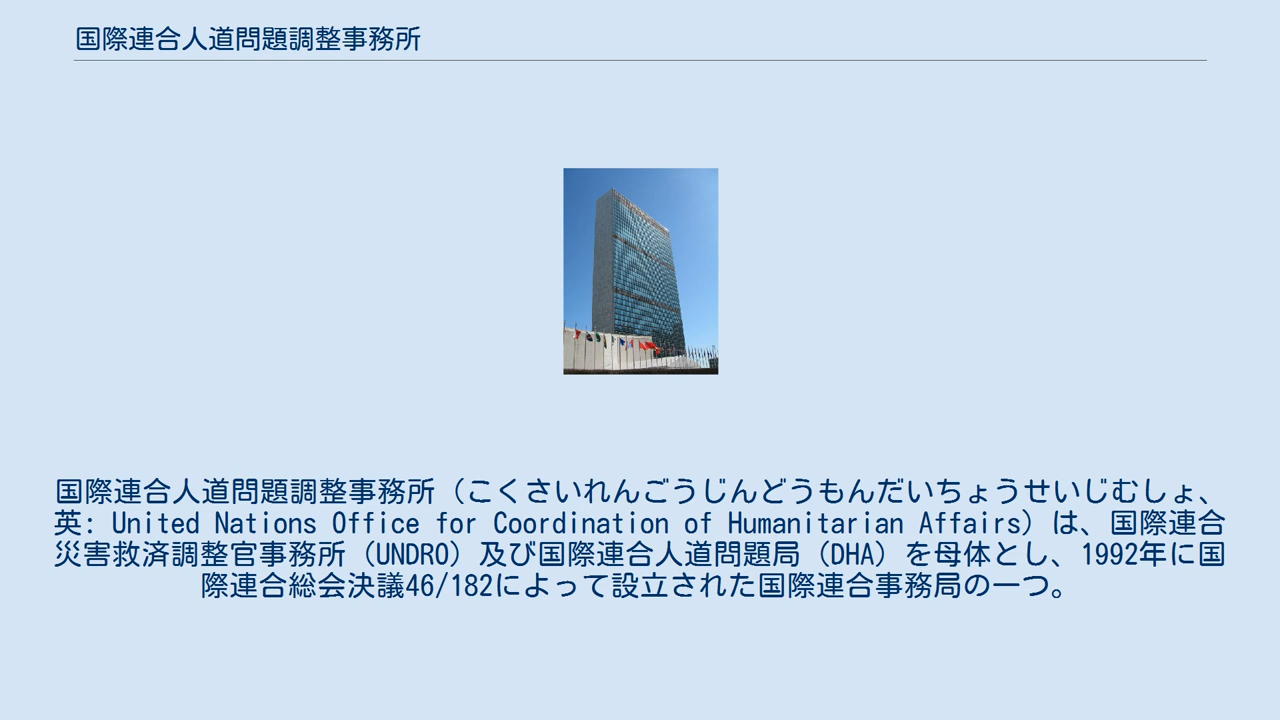 国際連合人道問題調整事務所
国際連合人道問題調整事務所（こくさいれんごうじんどうもんだいちょうせいじむしょ、
英: United Nations Office for Coordination of Humanitarian Affairs）は、国際連合
災害救済調整官事務所（UNDRO）及び国際連合人道問題局（DHA）を母体とし、1992年に国
際連合総会決議46/182によって設立された国際連合事務局の一つ。